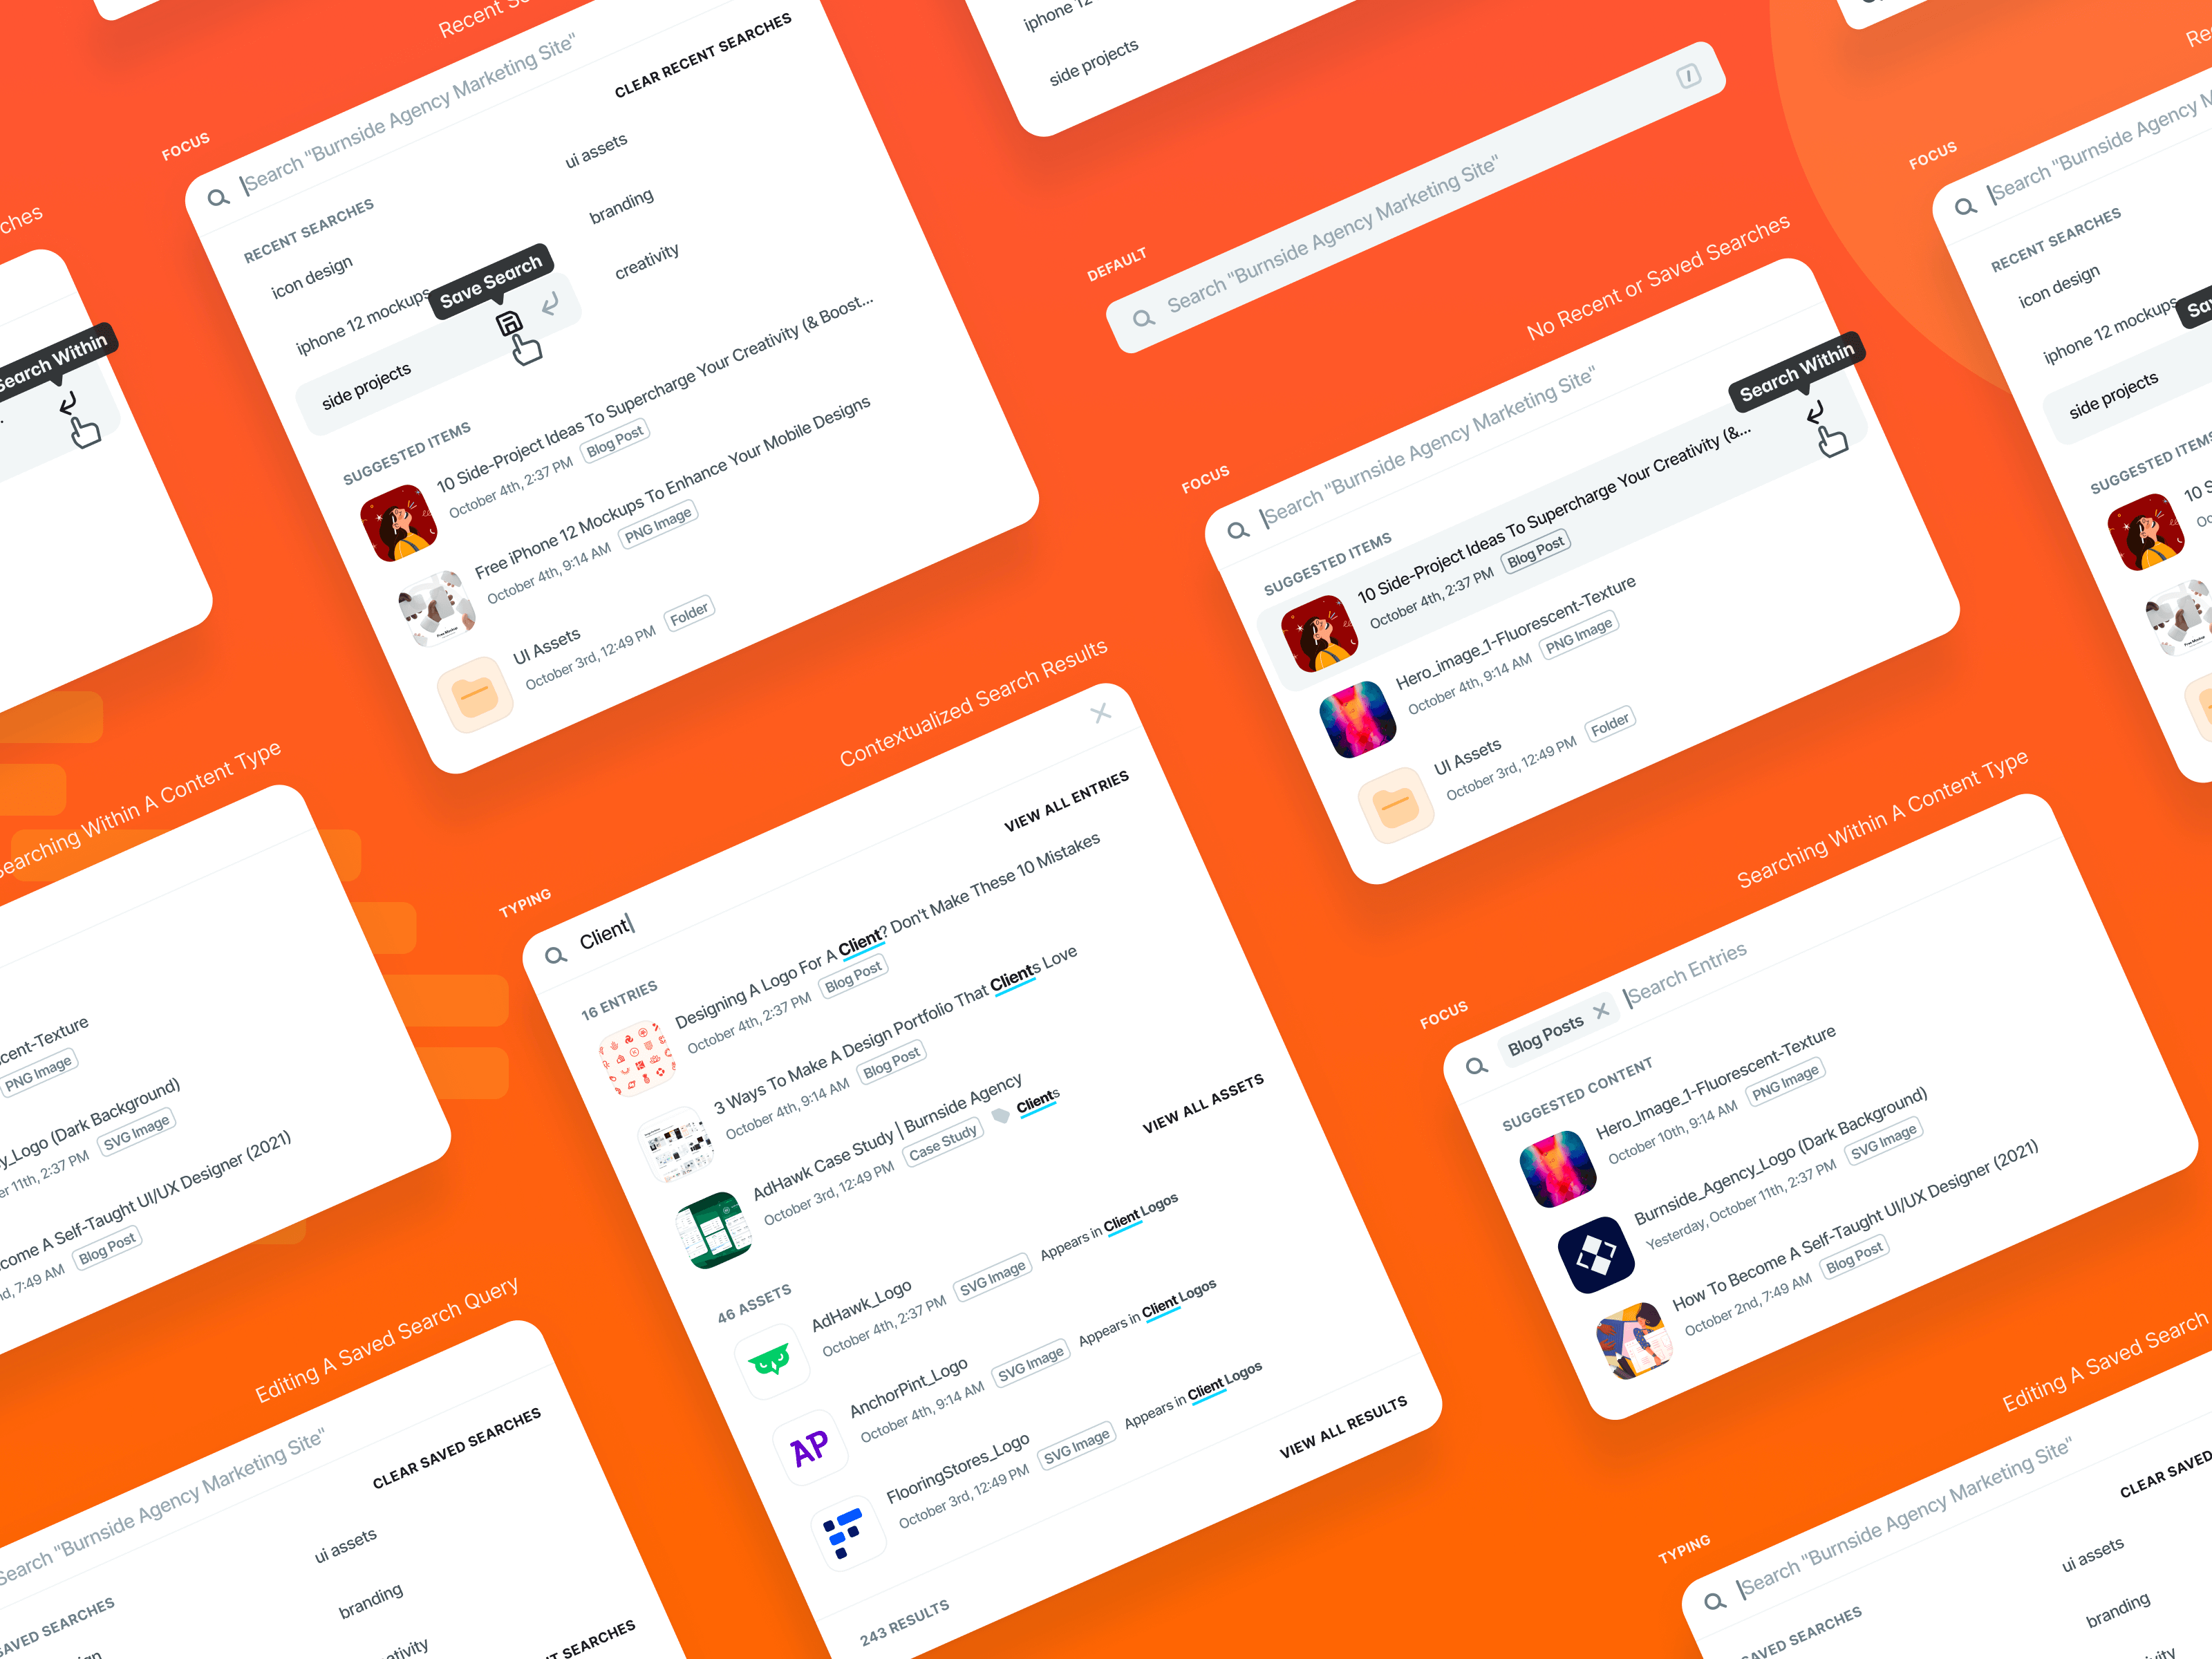 Recent
FOCUS
Search "Burnside Agency Marketing Site"
CLEAR RECENT SEARCHES
RECENT SEARCHES
icon design
iphone 12 mockups
side projects
ui assets
branding
creativity
Save Search
SUGGESTED ITEMS
10 Side-Project Ideas To Supercharge Your Creativity (& Boost...
October 4th, 2:37 PM Blog Post
Free iPhone 12 Mockups To Enhance Your Mobile Designs
October 4th, 9:14 AM PNG Image
UI Assets
October 3rd, 12:49 PM Folder
iphone 12
side projects
DEFAULT
Search "Burnside Agency Marketing Site"
/
No Recent or Saved Searches
FOCUS
Search "Burnside Agency Marketing Site"
Search Within
SUGGESTED ITEMS
10 Side-Project Ideas To Supercharge Your Creativity (&...
October 4th, 2:37 PM Blog Post
Hero_image_1-Fluorescent-Texture
October 4th, 9:14 AM PNG Image
UI Assets
October 3rd, 12:49 PM Folder
FOCUS
Search "Burnside Agency
RECENT SEARCHES
icon design
iphone 12 mockups
side projects
SUGGESTED ITEMS
10
ches
Search Within
Searching Within A Content Type
cent-Texture
PNG Image
y_Logo (Dark Background)
er 11th, 2:37 PM SVG Image
come A Self-Taught UI/UX Designer (2021)
nd, 7:49 AM Blog Post
Contextualized Search Results
TYPING
Client
VIEW ALL ENTRIES
16 ENTRIES
Designing A Logo For A Client? Don't Make These 10 Mistakes
October 4th, 2:37 PM Blog Post
3 Ways To Make A Design Portfolio That Clients Love
October 4th, 9:14 AM Blog Post
AdHawk Case Study | Burnside Agency
October 3rd, 12:49 PM Case Study Clients
VIEW ALL ASSETS
46 ASSETS
AdHawk_Logo
October 4th, 2:37 PM SVG Image Appears in Client Logos
AnchorPint_Logo
October 4th, 9:14 AM SVG Image Appears in Client Logos
AP
FlooringStores_Logo
October 3rd, 12:49 PM SVG Image Appears in Client Logos
243 RESULTS
VIEW ALL RESULTS
Searching Within A Content Type
FOCUS
Blog Posts Search Entries
SUGGESTED CONTENT
Hero_Image_1-Fluorescent-Texture
October 10th, 9:14 AM PNG Image
Burnside_Agency_Logo (Dark Background)
Yesterday, October 11th, 2:37 PM SVG Image
How To Become A Self-Taught UI/UX Designer (2021)
October 2nd, 7:49 AM Blog Post
Editing A Saved Search Query
Search "Burnside Agency Marketing Site"
CLEAR SAVED SEARCHES
SAVED SEARCHES
ui assets
branding
ativity
NT SEARCHES
Editing A Saved Search
TYPING
Search "Burnside Agency Marketing Site"
CLEAR SAVED
SAVED SEARCHES
ui assets
branding